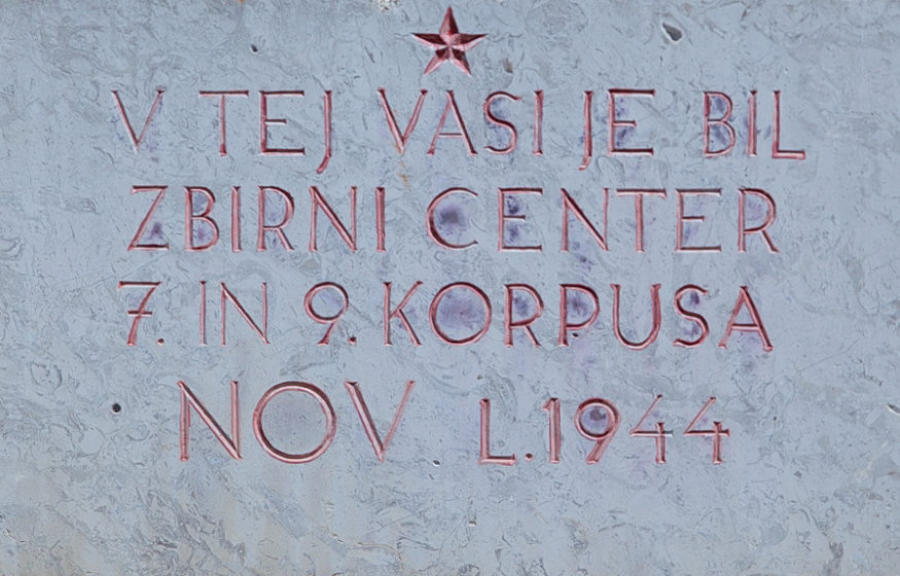 V TEJ VASI JE BIL
ZBIRNI CENTER
7. IN 9. KORPUSA
NOV L.1944